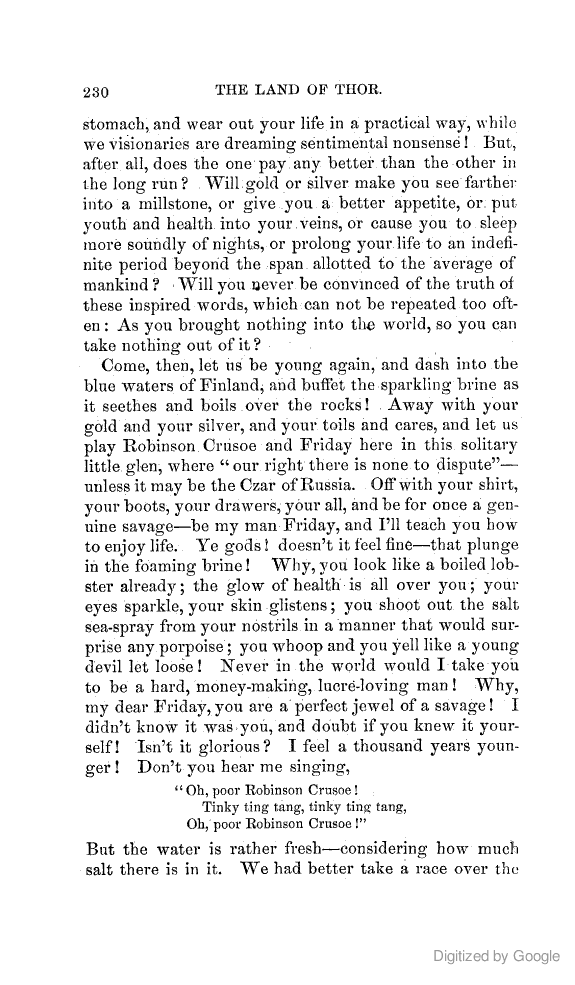 230 THE LAND OF THOR.
stomach, and wear out your life in a practical way, while
we visionaries are dreaming sentimental nonsense! But,
after all, does the one pay any better than the other in
the long run? Will gold or silver make you see farther
into a millstone, or give you a better appetite, or put
youth and health into your veins, or cause you to sleep
more soundly of nights, or prolong your life to an indefi-
nite period beyond the span allotted to the average of
mankind? Will you never be convinced of the truth of
these inspired words, which can not be repeated too oft-
en: As you brought nothing into the world, so you can
take nothing out of it?
Come, then, let us be young again, and dash into the
blue waters of Finland, and buffet the sparkling brine as
it seethes and boils over the rocks! Away with your
gold and your silver, and your toils and cares, and let us
play Robinson Crusoe and Friday here in this solitary
little glen, where "our right there is none to dispute"—
unless it may be the Czar of Russia. Off with your shirt,
your boots, your drawers, your all, and be for once a gen-
uine savage—be my man Friday, and I'll teach you how
to enjoy life. Ye gods! doesn't it feel fine—that plunge
in the foaming brine! Why, you look like a boiled lob-
ster already; the glow of health is all over you; your
eyes sparkle, your skin glistens; you shoot out the salt
sea-spray from your nostrils in a manner that would sur-
prise any porpoise; you whoop and you yell like a young
devil let loose! Never in the world would I take you
to be a hard, money-making, lucre-loving man! Why,
my dear Friday, you are a perfect jewel of a savage! I
didn't know it was you, and doubt if you knew it your-
self! Isn't it glorious? I feel a thousand years youn-
ger! Don't you hear me singing,
"Oh, poor Robinson Crusoe!
Tinky ting tang, tinky ting tang,
Oh, poor Robinson Crusoe!"
But the water is rather fresh—considering how much
salt there is in it. We had better take a race over the
Digitized by Google